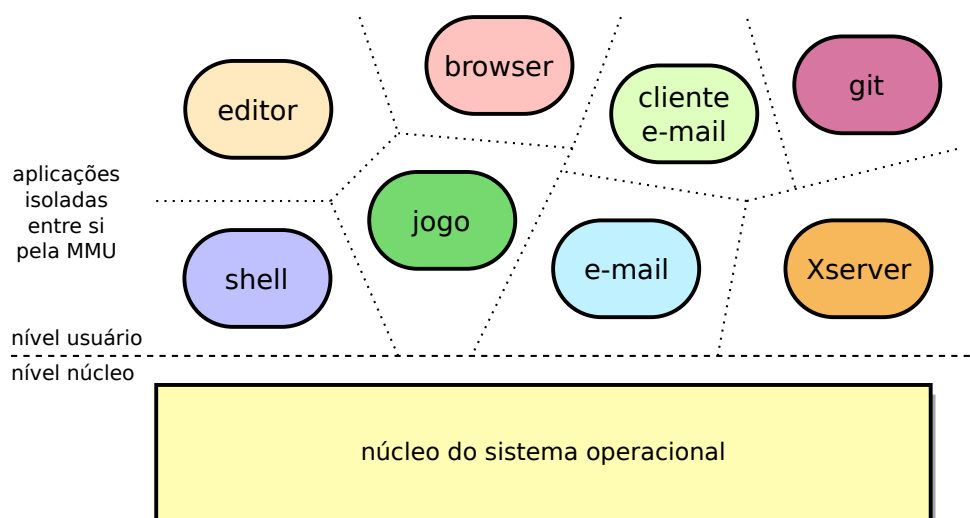 browser
editor
cliente
e-mail
git
aplicações
isoladas
entre si
pela MMU
jogo
shell
e-mail
Xserver
nível usuário
nível núcleo
núcleo do sistema operacional